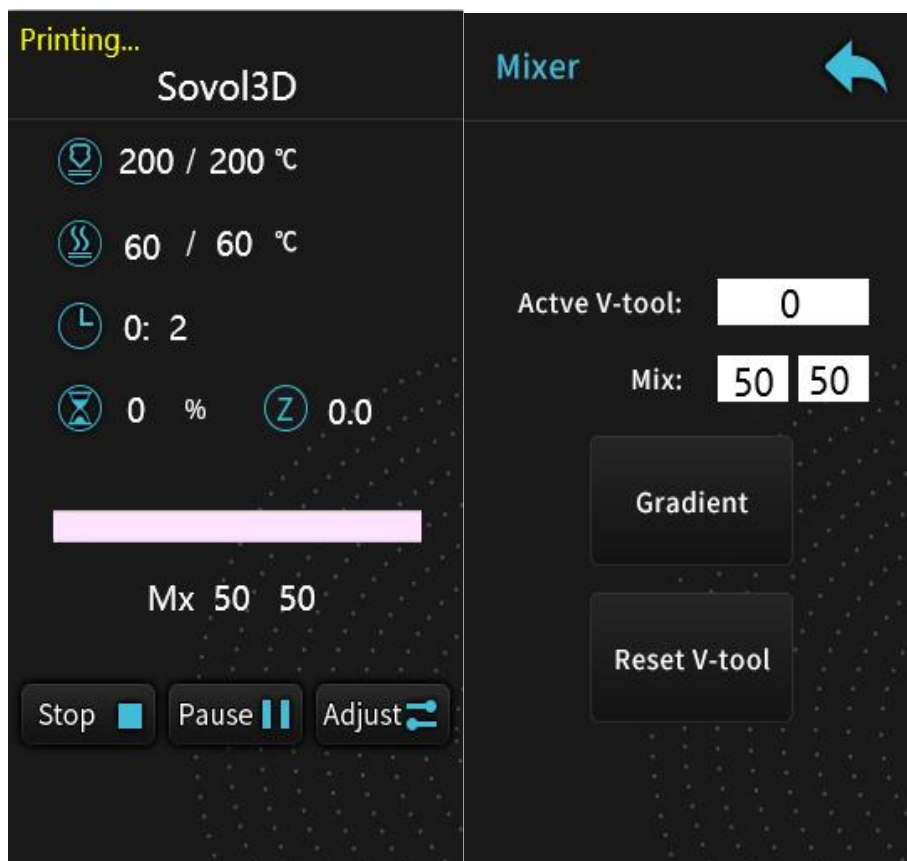 Printing...
Sovol3D
200 / 200 ℃
60 / 60 ℃
0: 2
0 % Z 0.0
Mx 50 50
Stop Pause Adjust
Mixer
Actve V-tool: 0
Mix: 50 50
Gradient
Reset V-tool